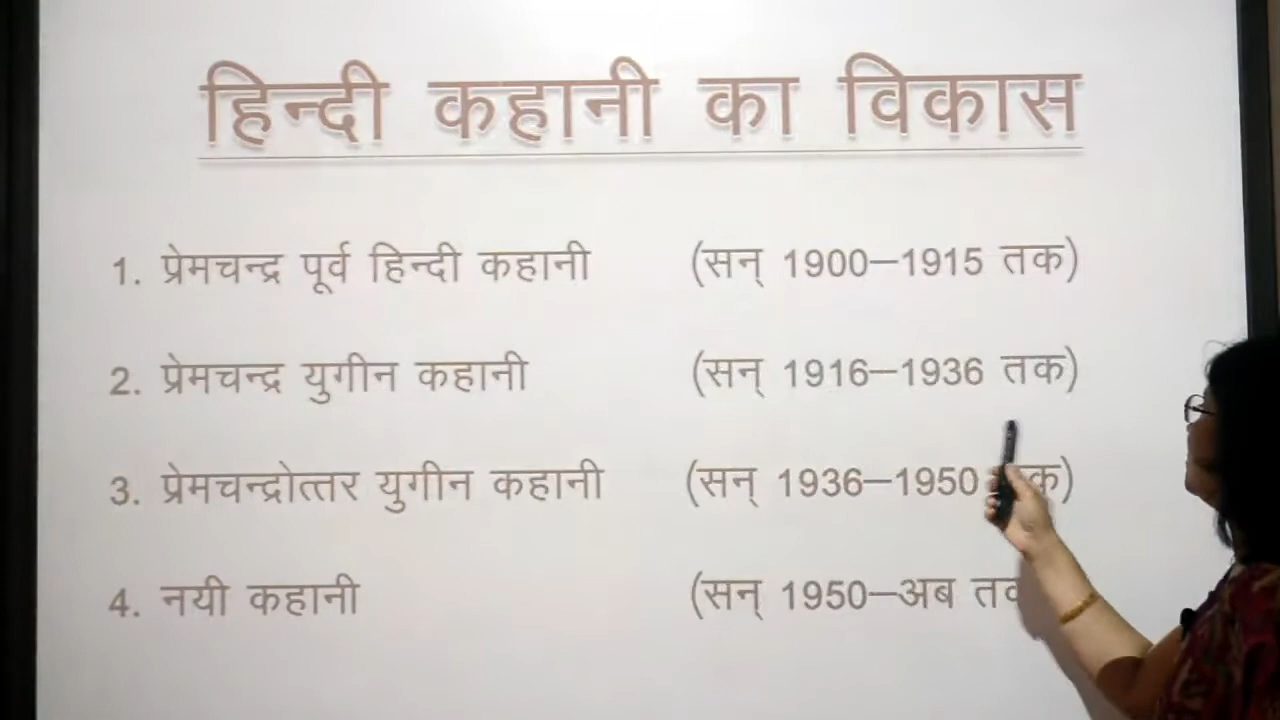 हिन्दी कहानी का विकास
1. प्रेमचन्द्र पूर्व हिन्दी कहानी (सन् 1900–1915 तक)
2. प्रेमचन्द्र युगीन कहानी (सन् 1916–1936 तक)
3. प्रेमचन्द्रोत्तर युगीन कहानी (सन् 1936–1950
4. नयी कहानी (सन् 1950–अब